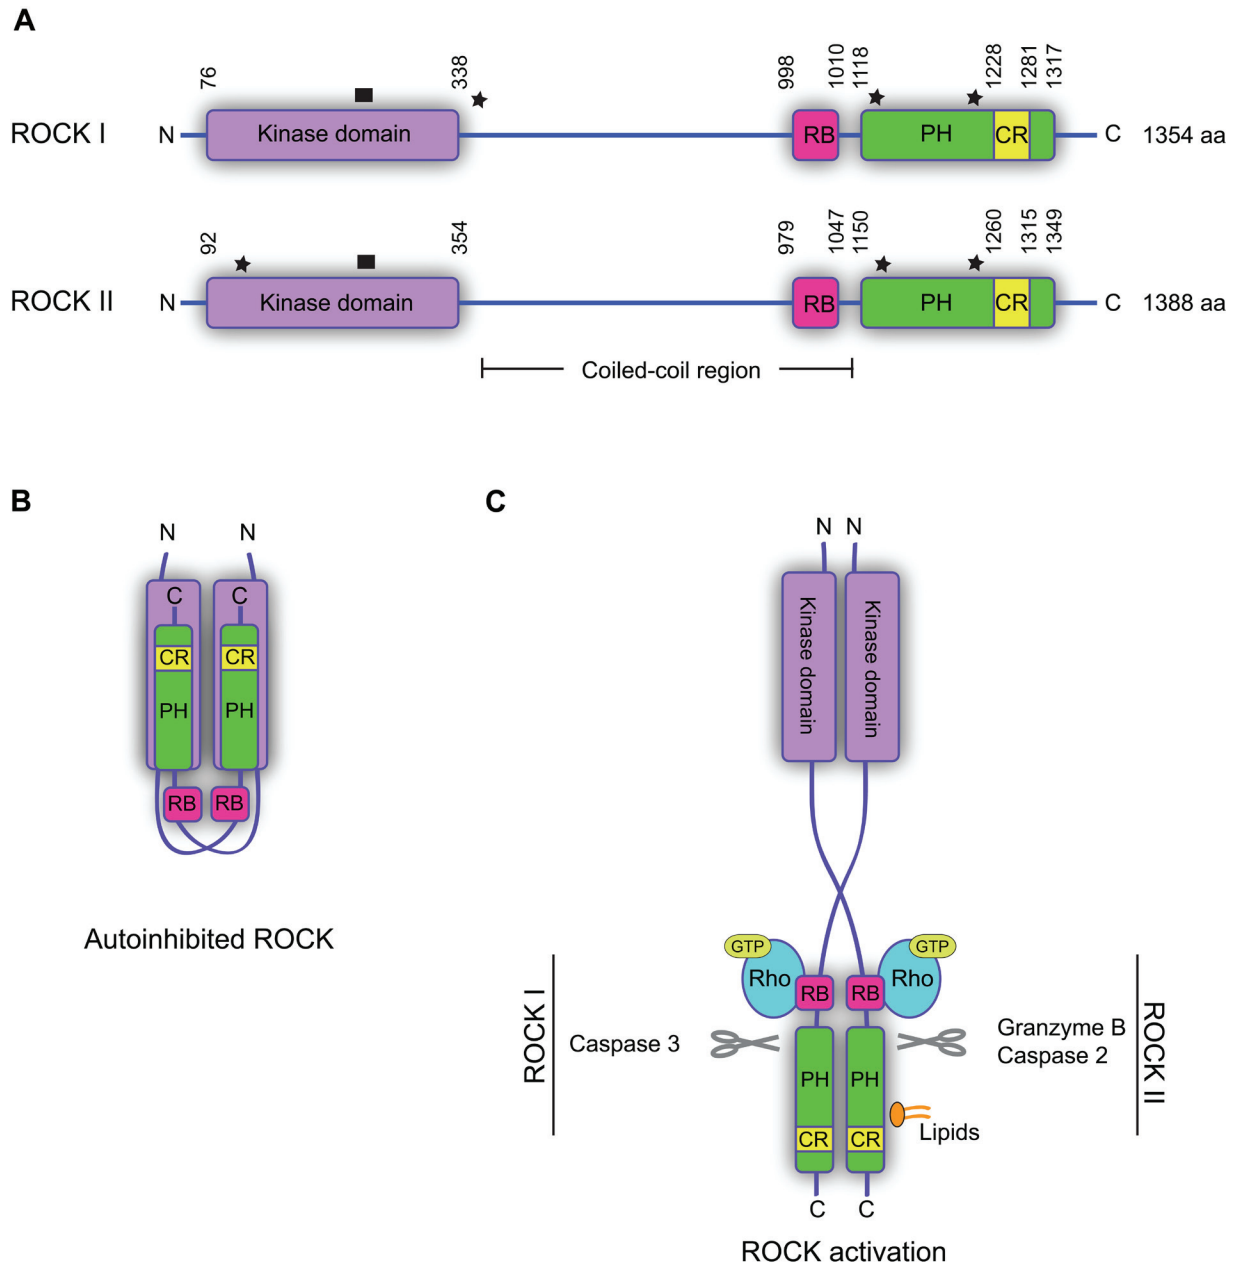 A
76
338
998
1010
1118
1228
1281
1317
ROCK I
N
Kinase domain
RB
PH
CR
C
1354 aa
92
354
979
1047
1150
1260
1315
1349
ROCK II
N
Kinase domain
RB
PH
CR
C
1388 aa
Coiled-coil region
B
N
N
C
C
CR
CR
PH
PH
RB
RB
Autoinhibited ROCK
C
N
N
Kinase domain
Kinase domain
GTP
GTP
Rho
RB
RB
Rho
ROCK I
Caspase 3
Granzyme B
Caspase 2
ROCK II
PH
PH
Lipids
CR
CR
C
C
ROCK activation